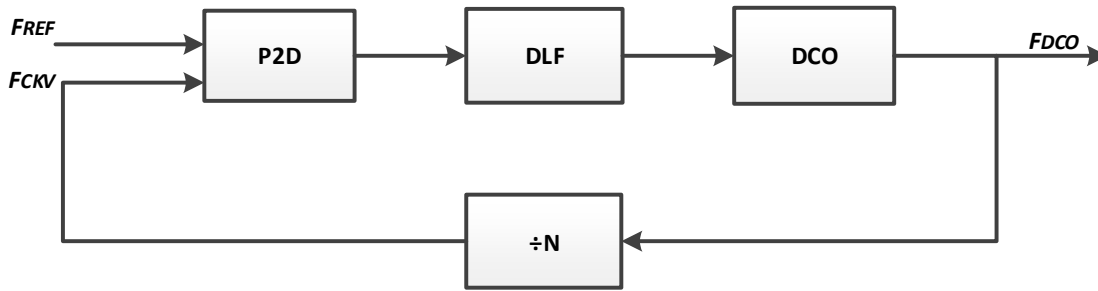 FREF
FCKV
P2D
DLF
DCO
FDCO
÷N